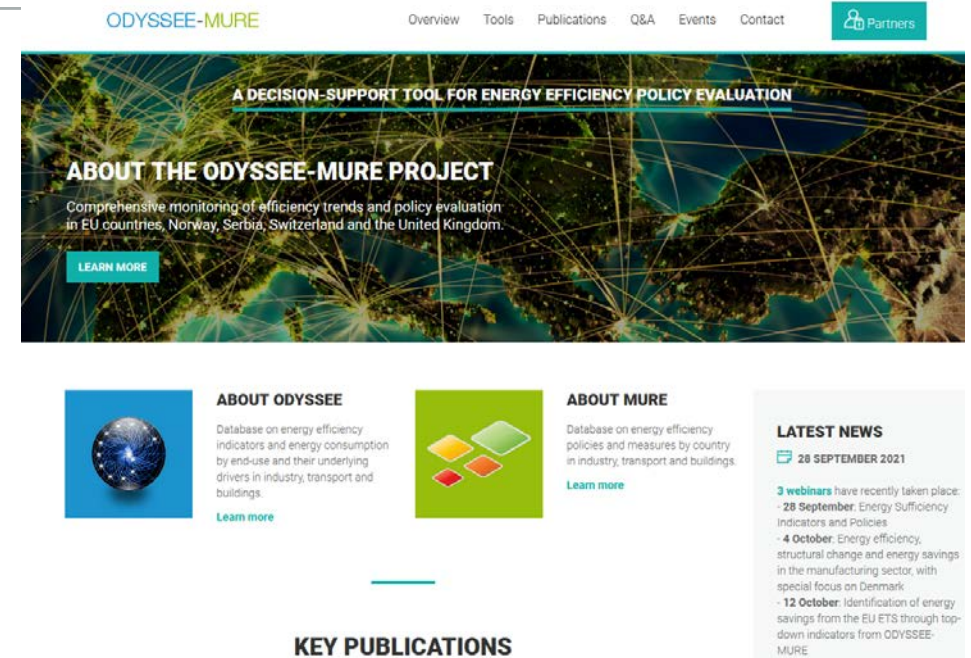 ODYSSEE-MURE
Overview Tools Publications Q&A Events Contact
Partners
A DECISION-SUPPORT TOOL FOR ENERGY EFFICIENCY POLICY EVALUATION
ABOUT THE ODYSSEE-MURE PROJECT
Comprehensive monitoring of efficiency trends and policy evaluation
in EU countries, Norway, Serbia, Switzerland and the United Kingdom.
LEARN MORE
ABOUT ODYSSEE
Database on energy efficiency
indicators and energy consumption
by end-use and their underlying
drivers in industry, transport and
buildings.
Learn more
ABOUT MURE
Database on energy efficiency
policies and measures by country
in industry, transport and buildings.
Learn more
LATEST NEWS
28 SEPTEMBER 2021
3 webinars have recently taken place:
- 28 September: Energy Sufficiency
Indicators and Policies
- 4 October: Energy efficiency,
structural change and energy savings
in the manufacturing sector, with
special focus on Denmark
- 12 October: Identification of energy
savings from the EU ETS through top-
down indicators from ODYSSEE-
MURE
KEY PUBLICATIONS